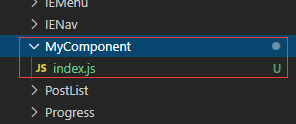 IEMenu
IENav
MyComponent
JS index.js U
PostList
Progress